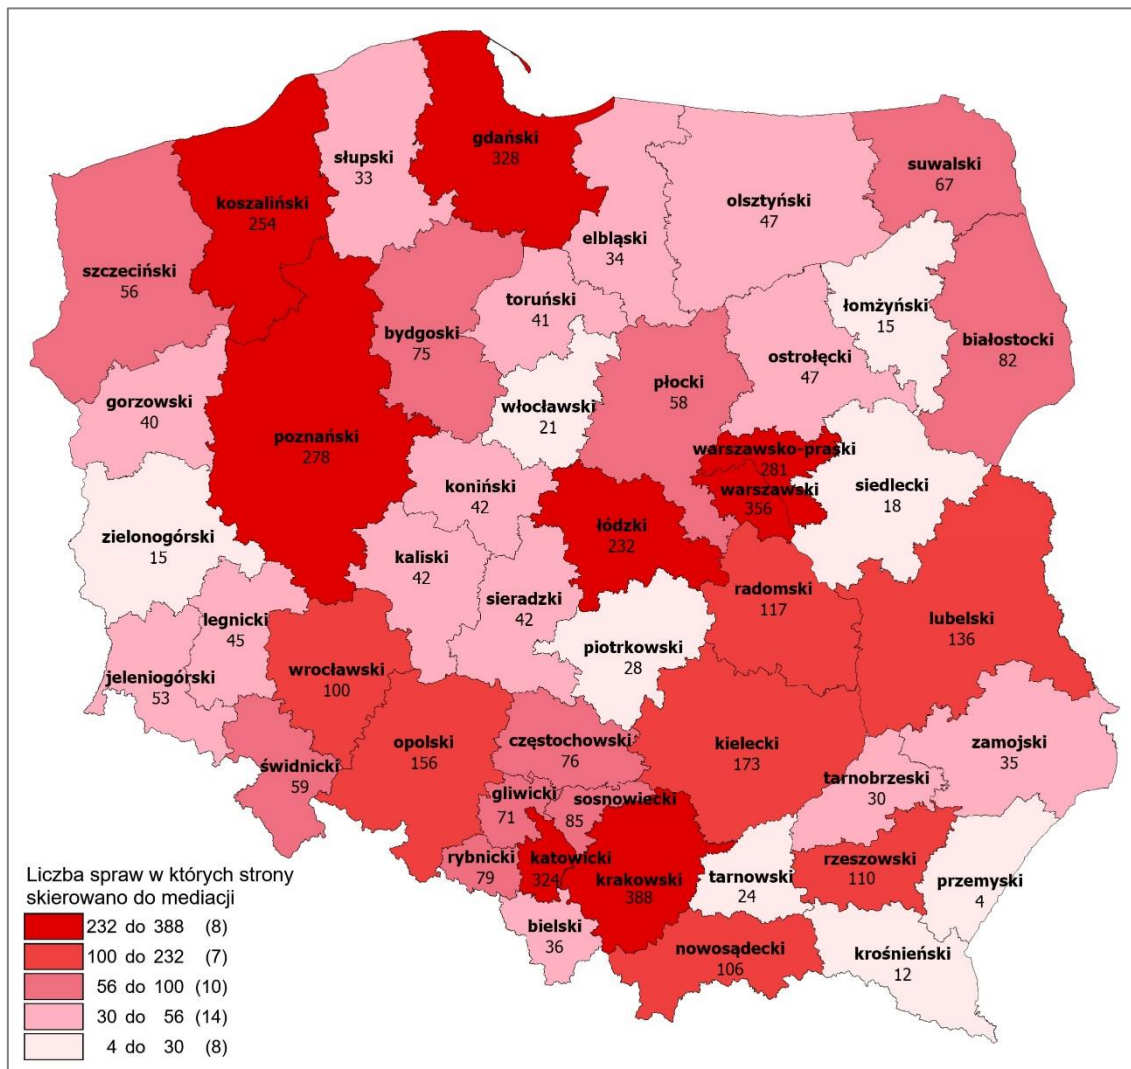 gdański
328
słupski
33
koszaliński
254
suwalski
67
olsztyński
47
elbląski
34
szczeciński
56
toruński
41
łomżyński
15
bydgoski
75
białostocki
82
ostrołęcki
47
płocki
58
gorzowski
40
włocławski
21
poznański
278
warszawsko-praski
281
koniński
42
warszawski
356
siedlecki
18
łódzki
232
zielonogórski
15
kaliski
42
radomski
117
sieradzki
42
legnicki
45
lubelski
136
piotrkowski
28
wrocławski
100
jeleniogórski
53
opolski
156
częstochowski
76
kielecki
173
zamojski
35
świdnicki
59
tarnobrzeski
30
gliwicki
71
sosnowiecki
85
rybnicki
79
katowicki
324
krakowski
388
tarnowski
24
rzeszowski
110
przemyski
4
bielski
36
nowosądecki
106
krośnieński
12
Liczba spraw w których strony
skierowano do mediacji
232 do 388 (8)
100 do 232 (7)
56 do 100 (10)
30 do 56 (14)
4 do 30 (8)